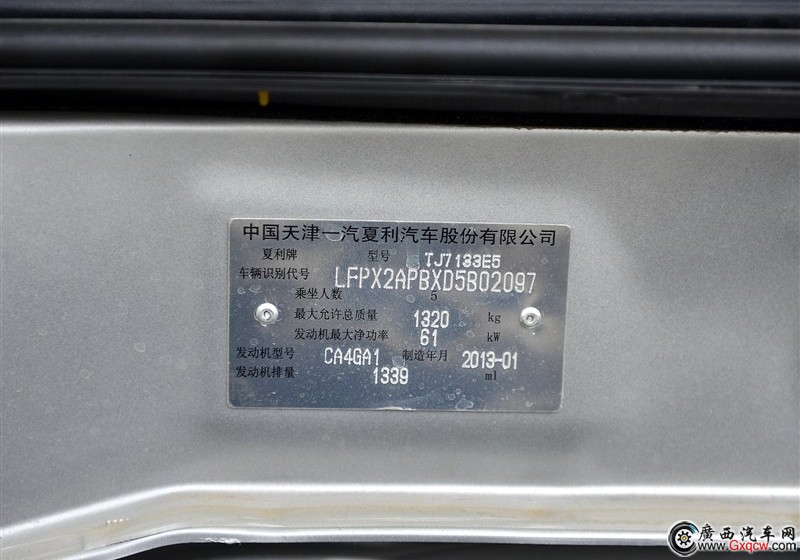 中国天津一汽夏利汽车股份有限公司
夏利牌 型号 TJ7133E5
车辆识别代号 LFPX2APBXD5B02097
乘坐人数 5
最大允许总质量 1320 kg
发动机最大净功率 61 kW
发动机型号 CA4GA1 制造年月 2013-01
发动机排量 1339 ml
廣西汽车网
www.Gxqcw.com